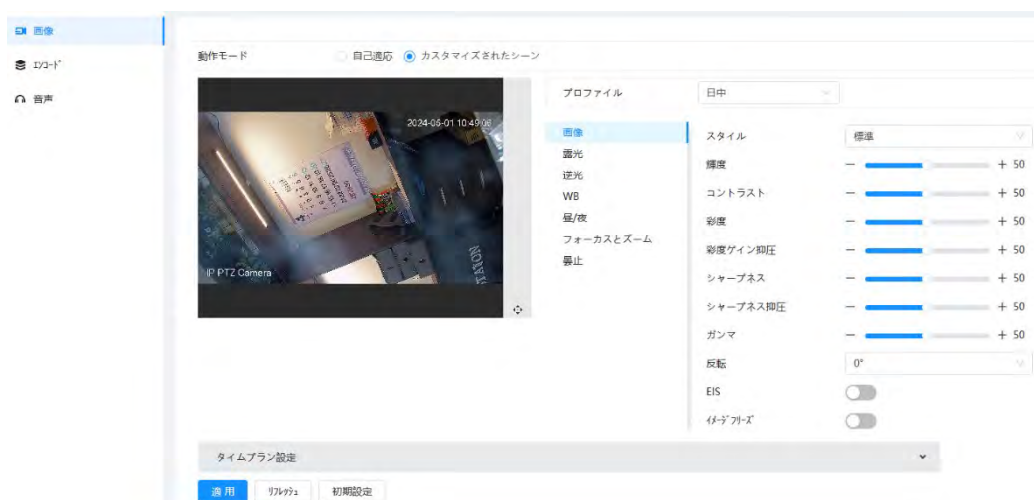 画像
エンコード
音声
動作モード
自己適応 カスタマイズされたシーン
2024-05-01 10:49:06
IP PTZ Camera
プロファイル 日中
画像
露光
逆光
WB
昼/夜
フォーカスとズーム
曇止
スタイル 標準
輝度 − + 50
コントラスト − + 50
彩度 − + 50
彩度ゲイン抑圧 − + 50
シャープネス − + 50
シャープネス抑圧 − + 50
ガンマ − + 50
反転 0°
EIS
イメージフリーズ
タイムプラン設定
適用 リフレッシュ 初期設定